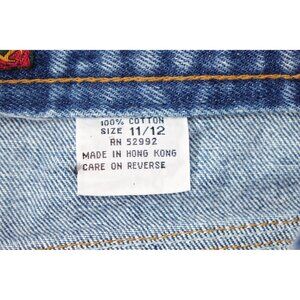 100% COTTON
SIZE 11/12
RN 52992
MADE IN HONG KONG
CARE ON REVERSE